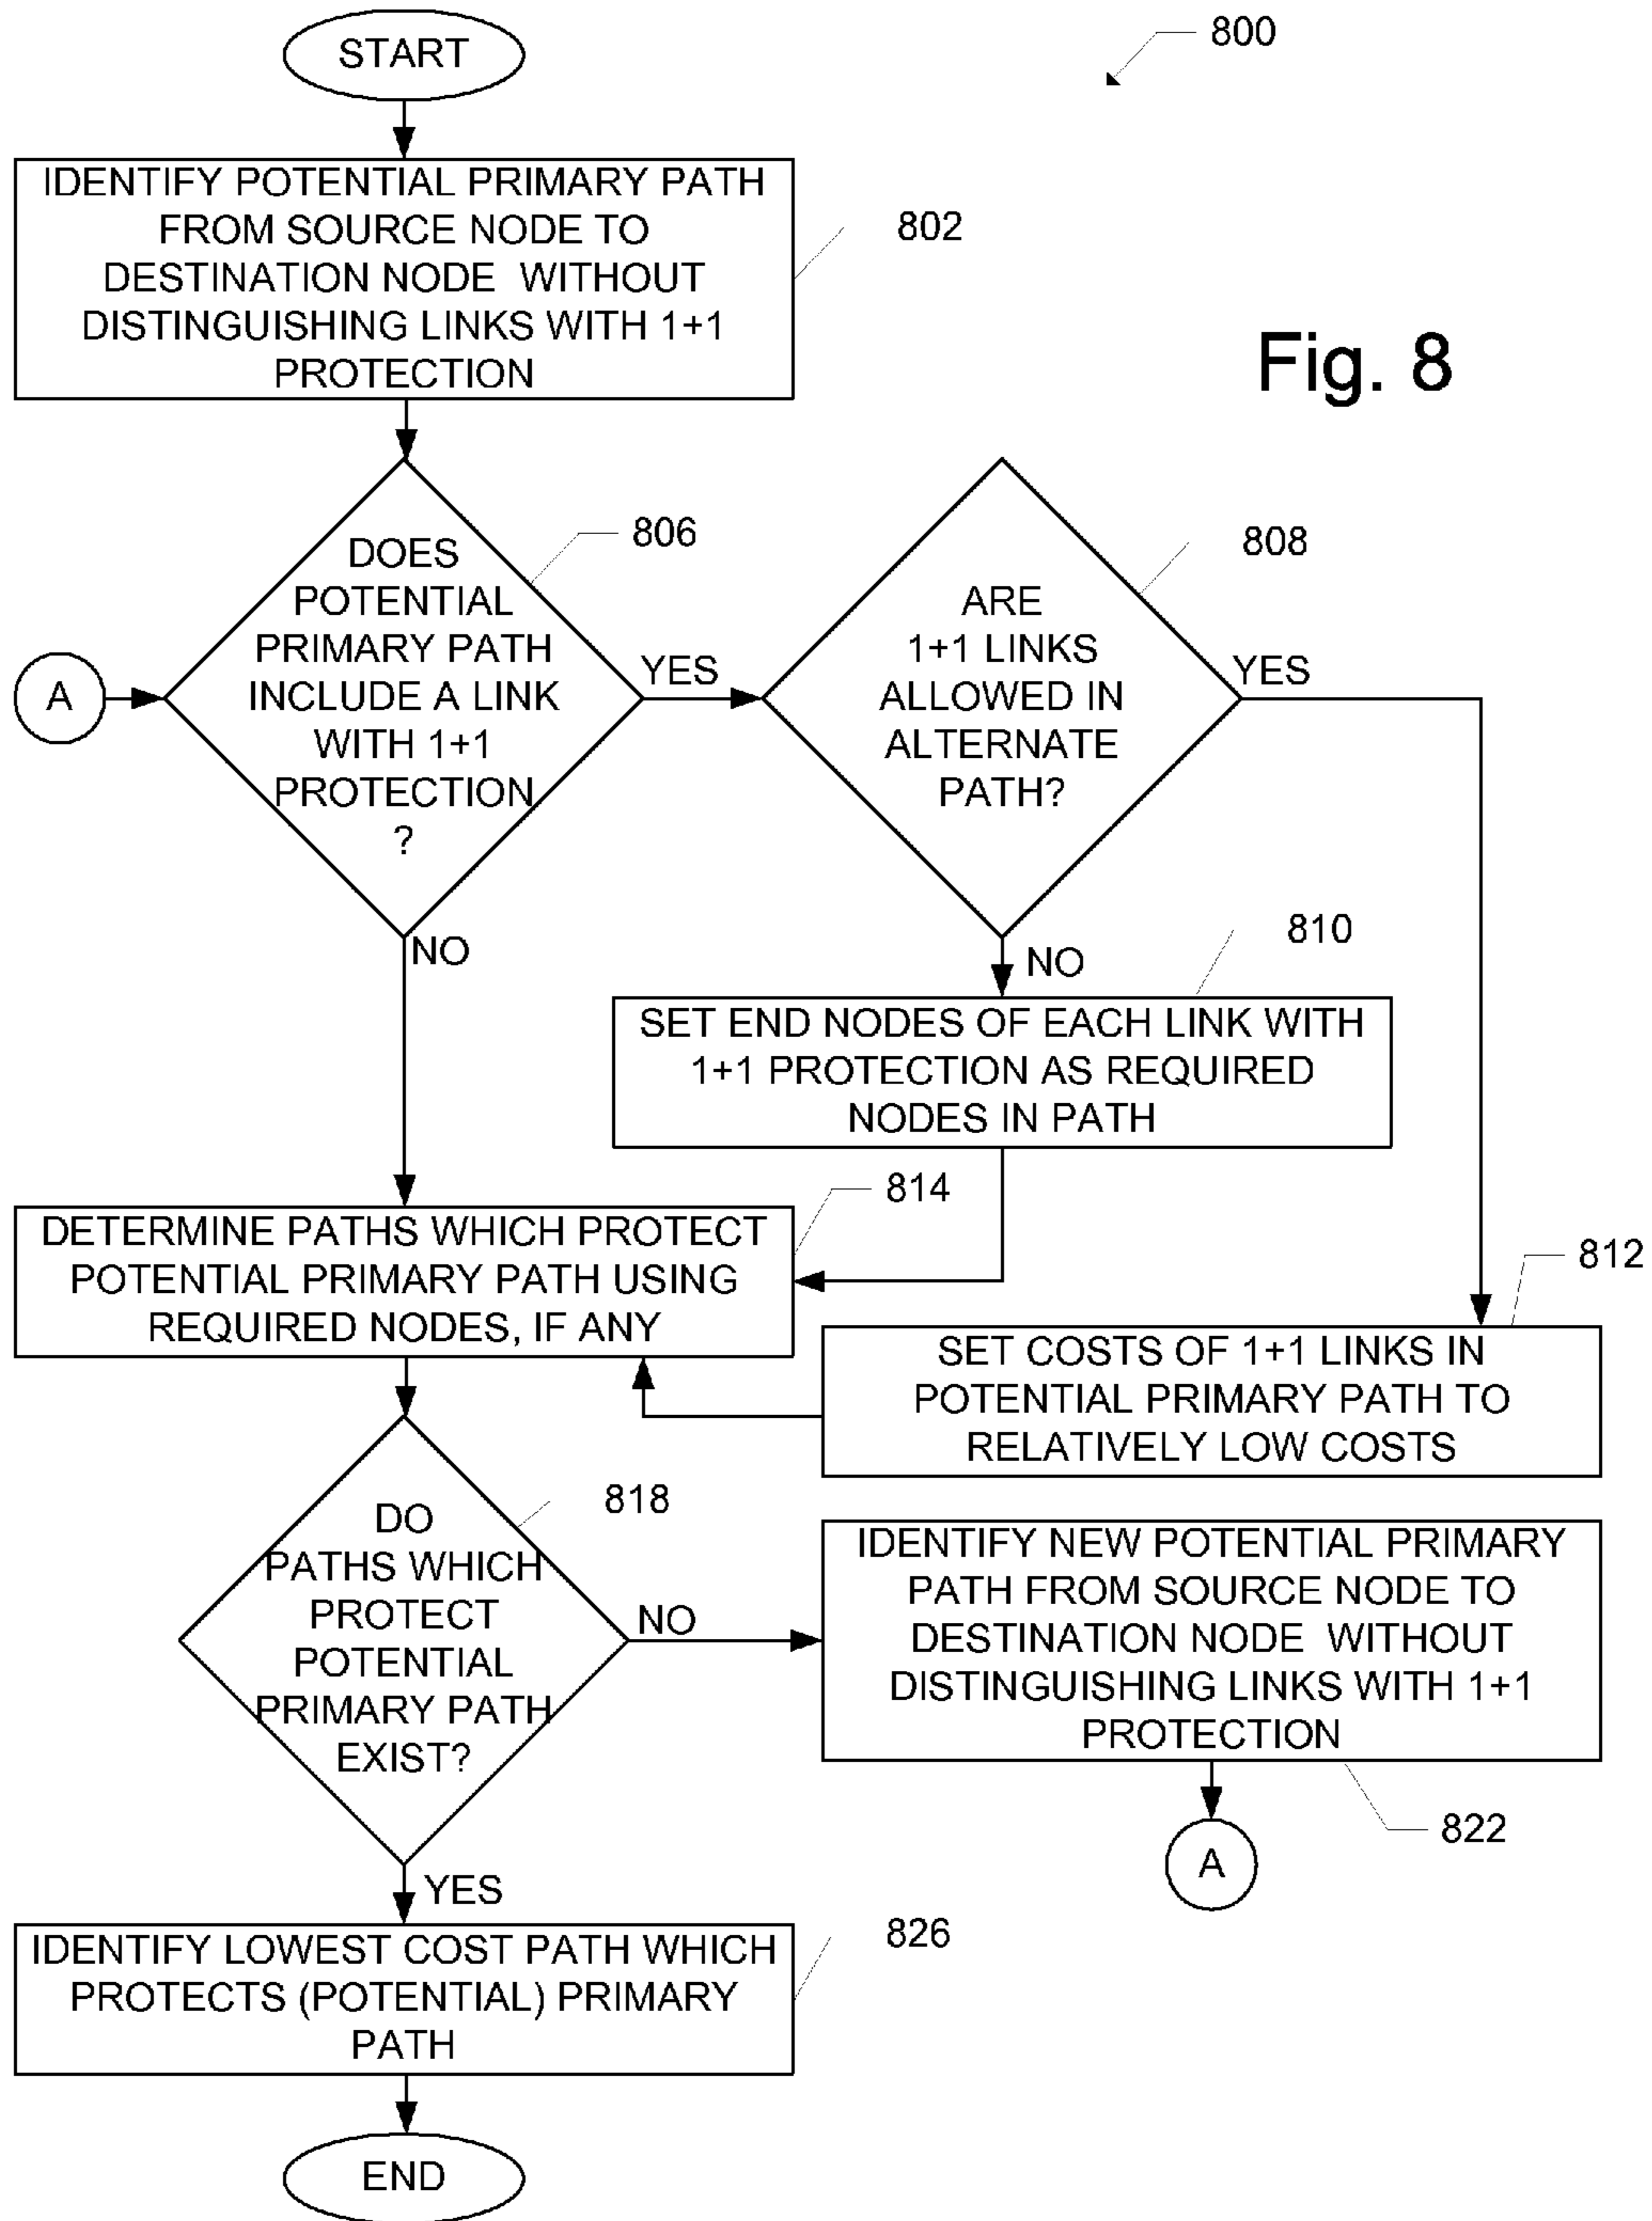 START
800
IDENTIFY POTENTIAL PRIMARY PATH
FROM SOURCE NODE TO
DESTINATION NODE WITHOUT
DISTINGUISHING LINKS WITH 1+1
PROTECTION
802
Fig. 8
DOES
POTENTIAL
PRIMARY PATH
INCLUDE A LINK
WITH 1+1
PROTECTION
?
806
A
YES
NO
ARE
1+1 LINKS
ALLOWED IN
ALTERNATE
PATH?
808
YES
NO
810
SET END NODES OF EACH LINK WITH
1+1 PROTECTION AS REQUIRED
NODES IN PATH
814
DETERMINE PATHS WHICH PROTECT
POTENTIAL PRIMARY PATH USING
REQUIRED NODES, IF ANY
812
SET COSTS OF 1+1 LINKS IN
POTENTIAL PRIMARY PATH TO
RELATIVELY LOW COSTS
818
DO
PATHS WHICH
PROTECT
POTENTIAL
PRIMARY PATH
EXIST?
NO
IDENTIFY NEW POTENTIAL PRIMARY
PATH FROM SOURCE NODE TO
DESTINATION NODE WITHOUT
DISTINGUISHING LINKS WITH 1+1
PROTECTION
822
A
YES
IDENTIFY LOWEST COST PATH WHICH
PROTECTS (POTENTIAL) PRIMARY
PATH
826
END